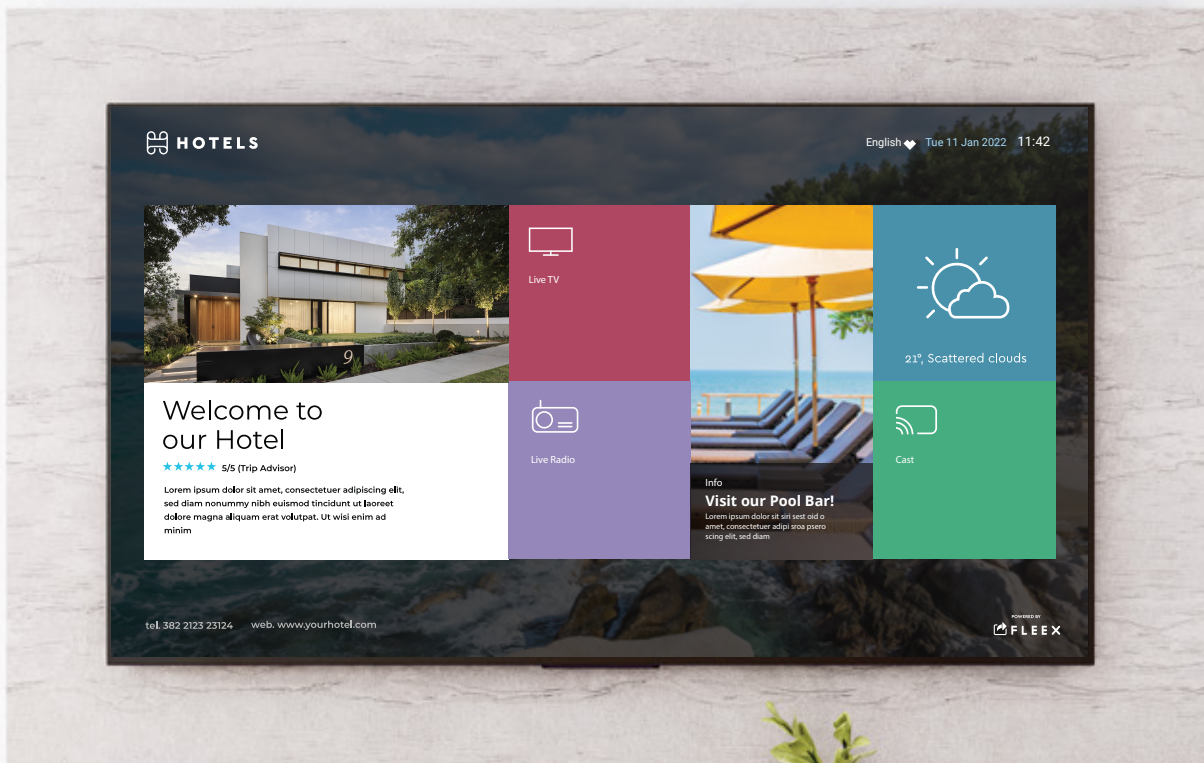 HOTELS
English Tue 11 Jan 2022 11:42
9
Welcome to
our Hotel
5/5 (Trip Advisor)
Lorem ipsum dolor sit amet, consectetuer adipiscing elit,
sed diam nonummy nibh euismod tincidunt ut laoreet
dolore magna aliquam erat volutpat. Ut wisi enim ad
minim
Live TV
Live Radio
Info
Visit our Pool Bar!
Lorem ipsum dolor sit siri sest oid o
amet, consectetuer adipi sroa psero
scing elit, sed diam
21°, Scattered clouds
Cast
tel. 382 2123 23124 web. www.yourhotel.com
POWERED BY
FLEEX